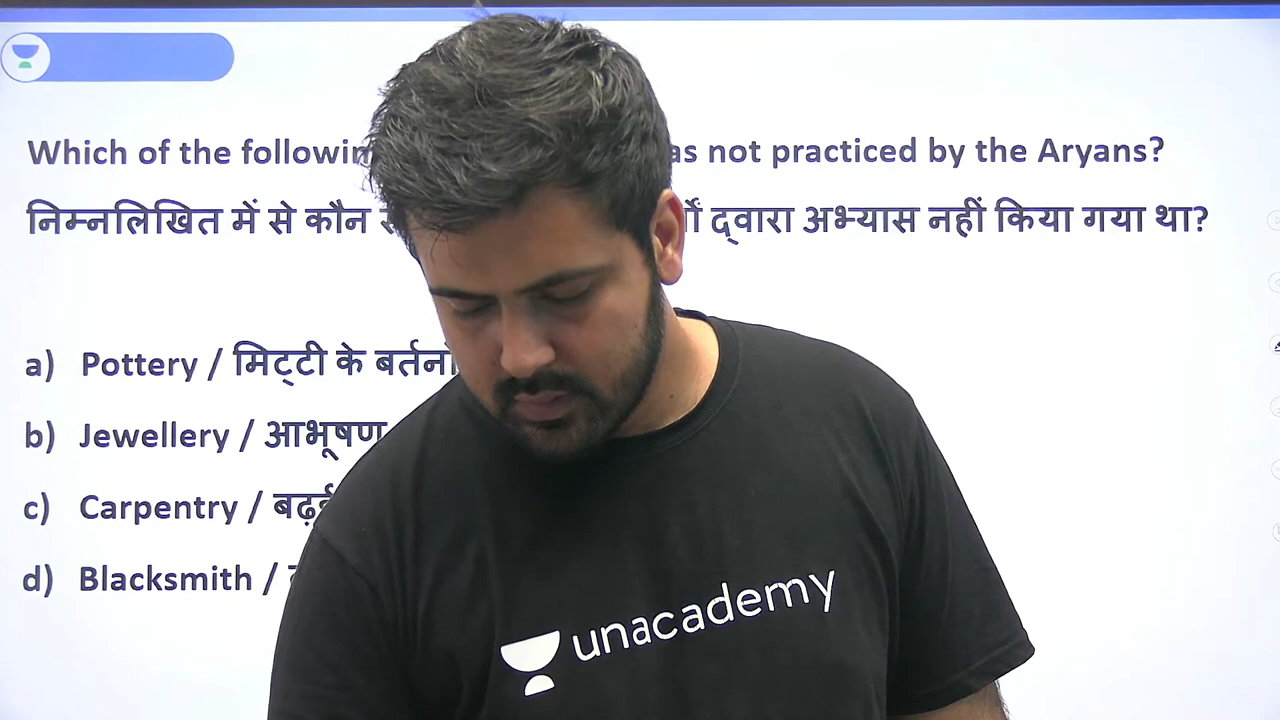 Which of the following as not practiced by the Aryans?
निम्नलिखित में से कौन द्वारा अभ्यास नहीं किया गया था?
a) Pottery / मिट्टी के बर्तनों
b) Jewellery / आभूषण
c) Carpentry / बढ़ई
d) Blacksmith /
unacademy